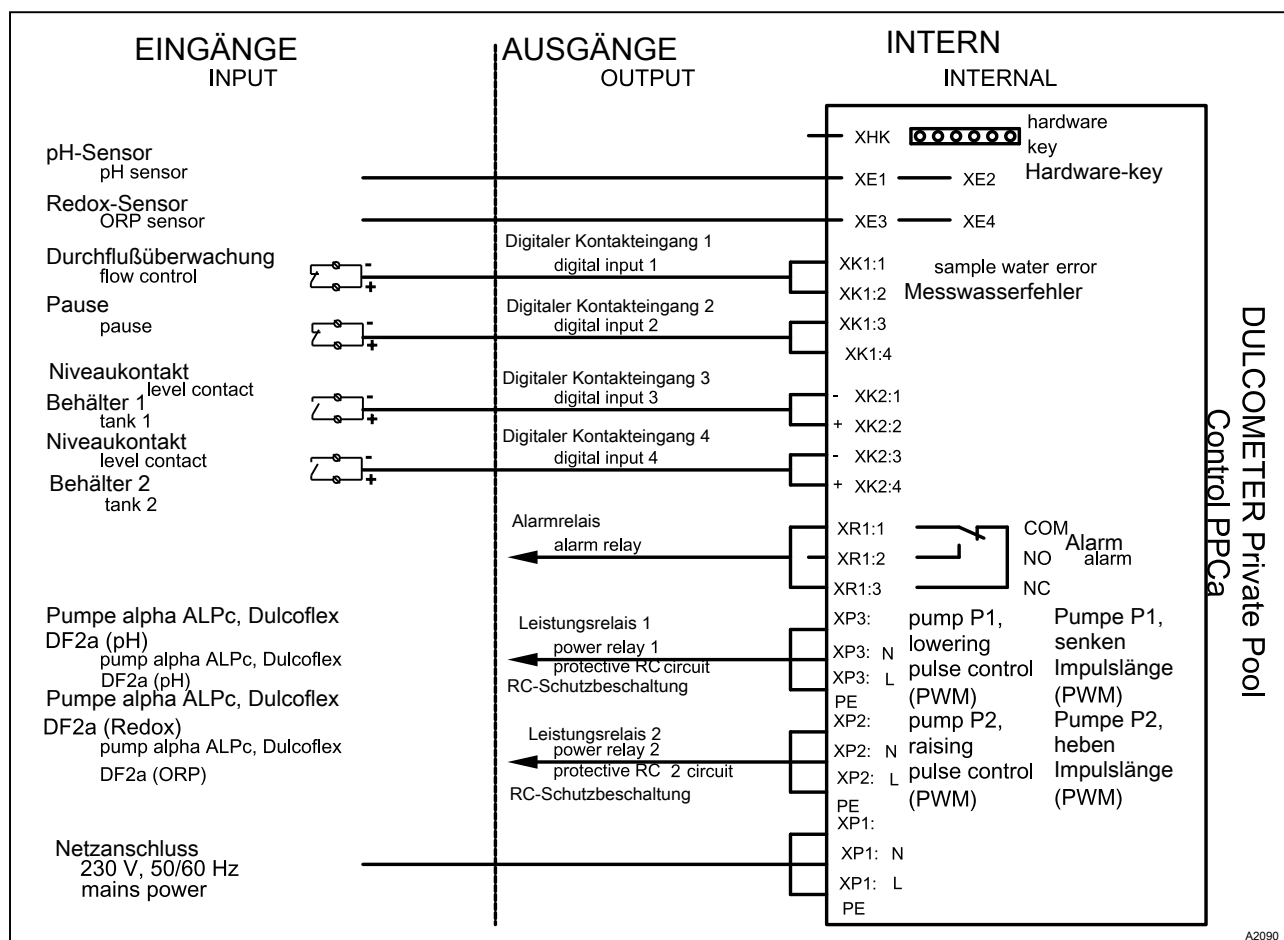 EINGÄNGE
INPUT
AUSGÄNGE
OUTPUT
INTERN
INTERNAL
pH-Sensor
pH sensor
Redox-Sensor
ORP sensor
Durchflußüberwachung
flow control
Pause
pause
Niveaukontakt
level contact
Behälter 1
tank 1
Niveaukontakt
level contact
Behälter 2
tank 2
Pumpe alpha ALPc, Dulcoflex
DF2a (pH)
pump alpha ALPc, Dulcoflex
DF2a (pH)
Pumpe alpha ALPc, Dulcoflex
DF2a (Redox)
pump alpha ALPc, Dulcoflex
DF2a (ORP)
Netzanschluss
230 V, 50/60 Hz
mains power
-
+
-
+
-
+
-
+
Digitaler Kontakteingang 1
digital input 1
Digitaler Kontakteingang 2
digital input 2
Digitaler Kontakteingang 3
digital input 3
Digitaler Kontakteingang 4
digital input 4
Alarmrelais
alarm relay
Leistungsrelais 1
power relay 1
protective RC circuit
RC-Schutzbeschaltung
Leistungsrelais 2
power relay 2
protective RC 2 circuit
RC-Schutzbeschaltung
XHK
hardware
key
Hardware-key
XE1 XE2
XE3 XE4
XK1:1
XK1:2
sample water error
Messwasserfehler
XK1:3
XK1:4
- XK2:1
+ XK2:2
- XK2:3
+ XK2:4
XR1:1 COM
XR1:2 NO
XR1:3 NC
Alarm
alarm
XP3:
XP3: N
XP3: L
PE
pump P1,
lowering
pulse control
(PWM)
Pumpe P1,
senken
Impulslänge
(PWM)
XP2:
XP2: N
XP2: L
PE
pump P2,
raising
pulse control
(PWM)
Pumpe P2,
heben
Impulslänge
(PWM)
XP1:
XP1: N
XP1: L
PE
DULCOMETER Private Pool
Control PPCa
A2090